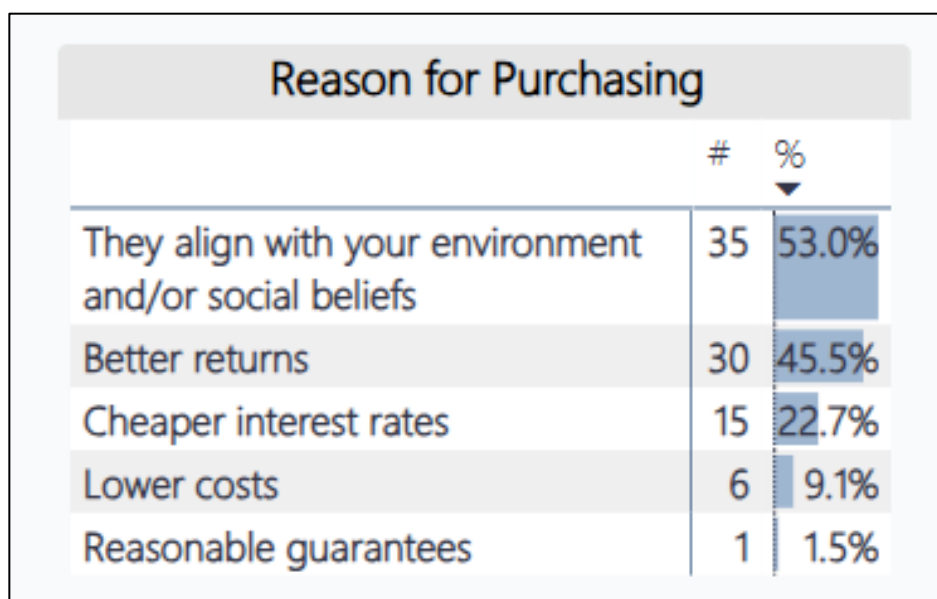 Reason for Purchasing
# %
They align with your environment
and/or social beliefs 35 53.0%
Better returns 30 45.5%
Cheaper interest rates 15 22.7%
Lower costs 6 9.1%
Reasonable guarantees 1 1.5%